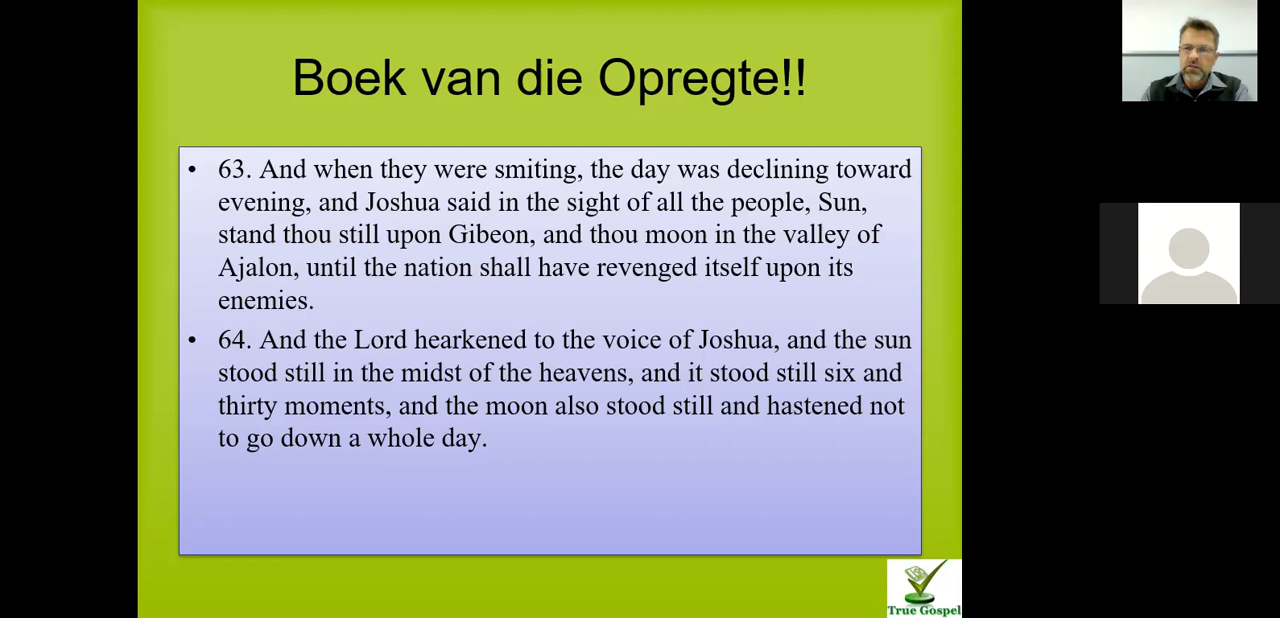 Boek van die Opregte!!
• 63. And when they were smiting, the day was declining toward
evening, and Joshua said in the sight of all the people, Sun,
stand thou still upon Gibeon, and thou moon in the valley of
Ajalon, until the nation shall have revenged itself upon its
enemies.
• 64. And the Lord hearkened to the voice of Joshua, and the sun
stood still in the midst of the heavens, and it stood still six and
thirty moments, and the moon also stood still and hastened not
to go down a whole day.
True Gospel